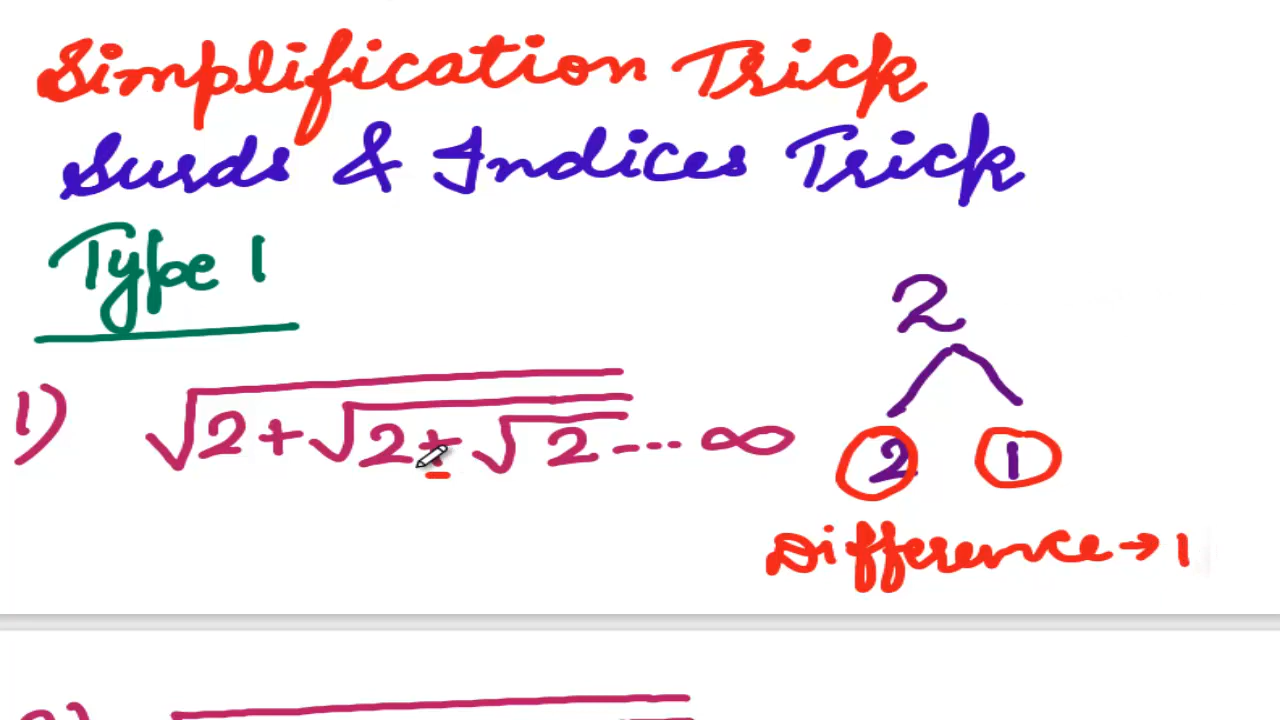 Simplification Trick
Surds & Indices Trick
Type 1
2
1) √2+√2+√2---∞
2 1
Difference→1